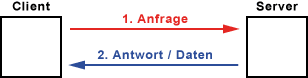 Client
Server
1. Anfrage
2. Antwort / Daten